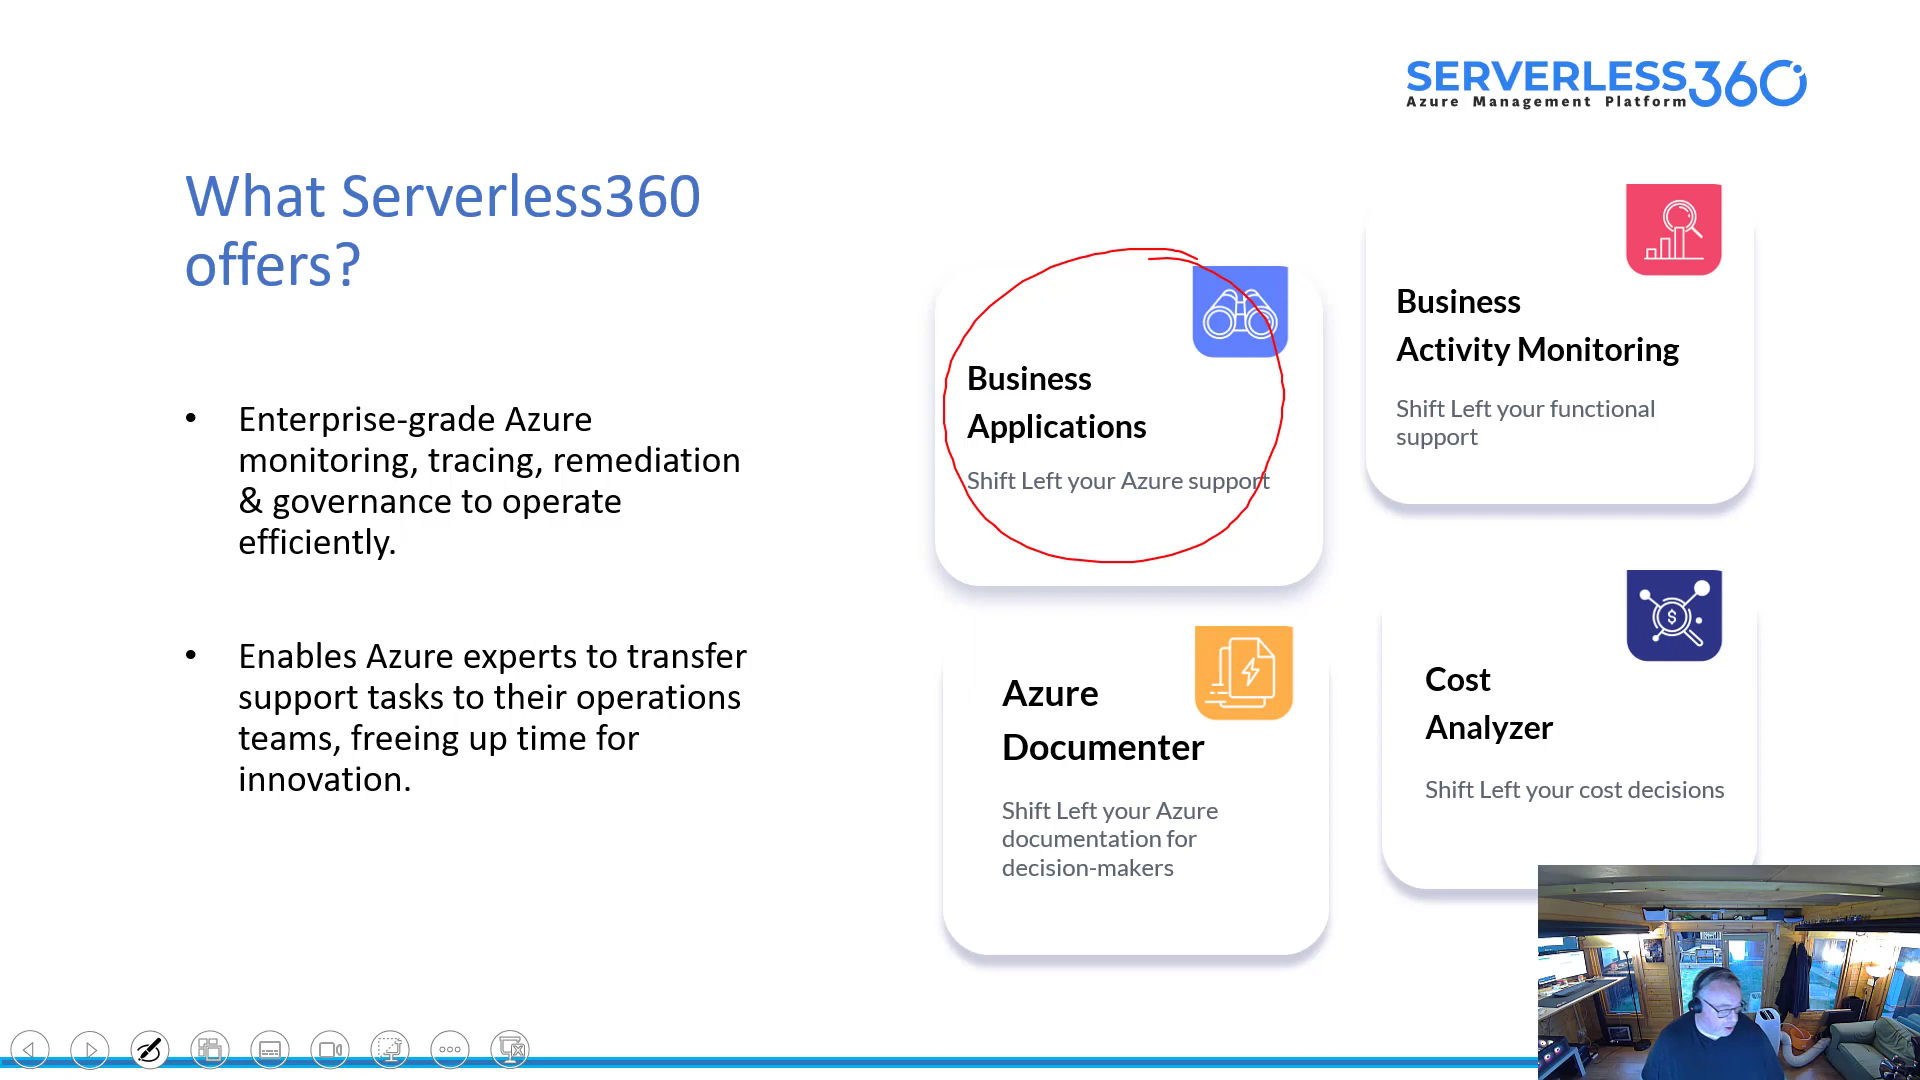 SERVERLESS360
Azure Management Platform
What Serverless360
offers?
• Enterprise-grade Azure
monitoring, tracing, remediation
& governance to operate
efficiently.
• Enables Azure experts to transfer
support tasks to their operations
teams, freeing up time for
innovation.
Business
Applications
Shift Left your Azure support
Business
Activity Monitoring
Shift Left your functional
support
Azure
Documenter
Shift Left your Azure
documentation for
decision-makers
Cost
Analyzer
Shift Left your cost decisions